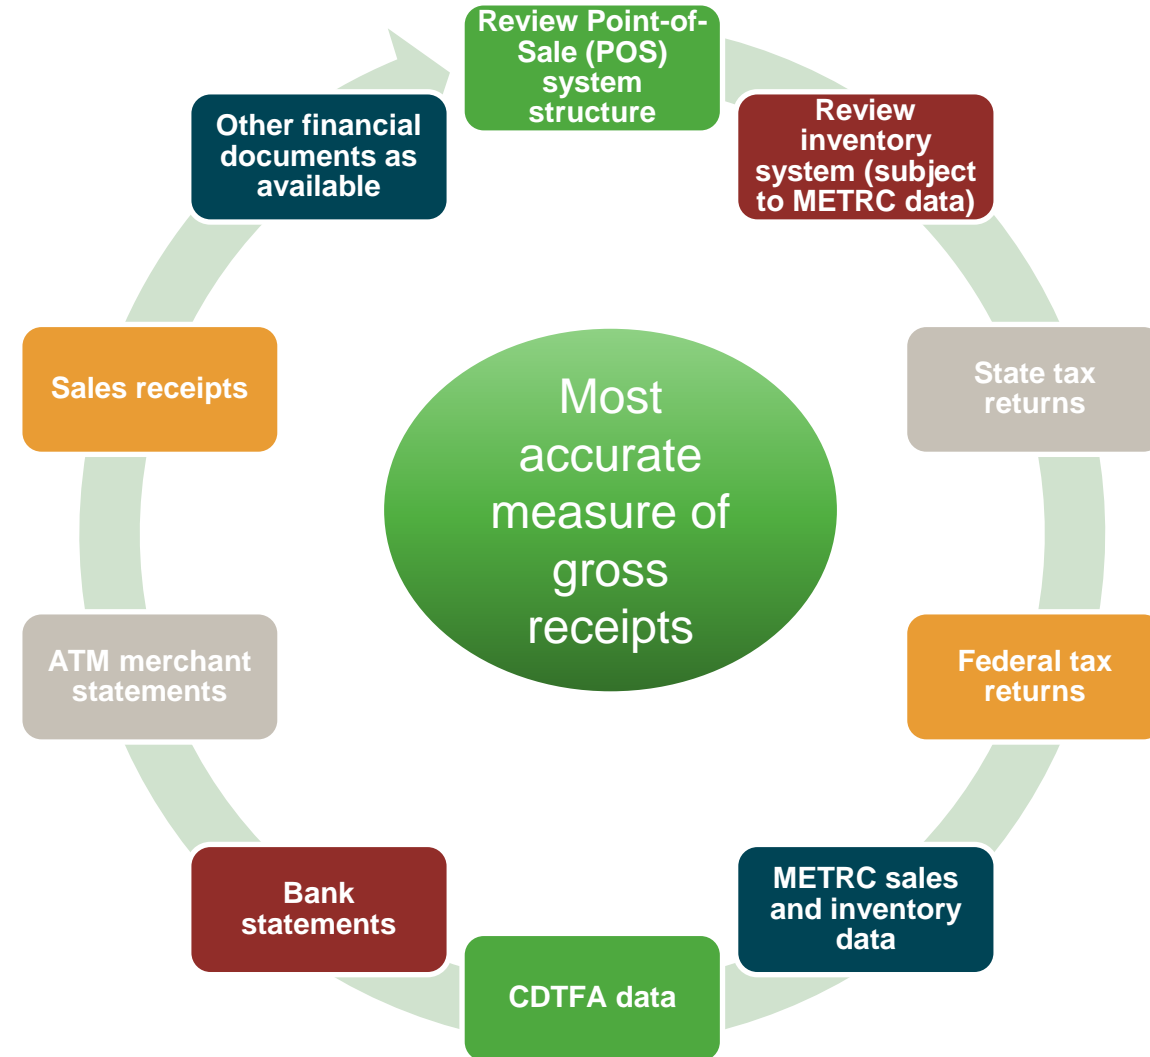 Review Point-of-
Sale (POS)
system
structure
Review
inventory
system (subject
to METRC data)
State tax
returns
Federal tax
returns
METRC sales
and inventory
data
CDTFA data
Bank
statements
ATM merchant
statements
Sales receipts
Other financial
documents as
available
Most
accurate
measure of
gross
receipts